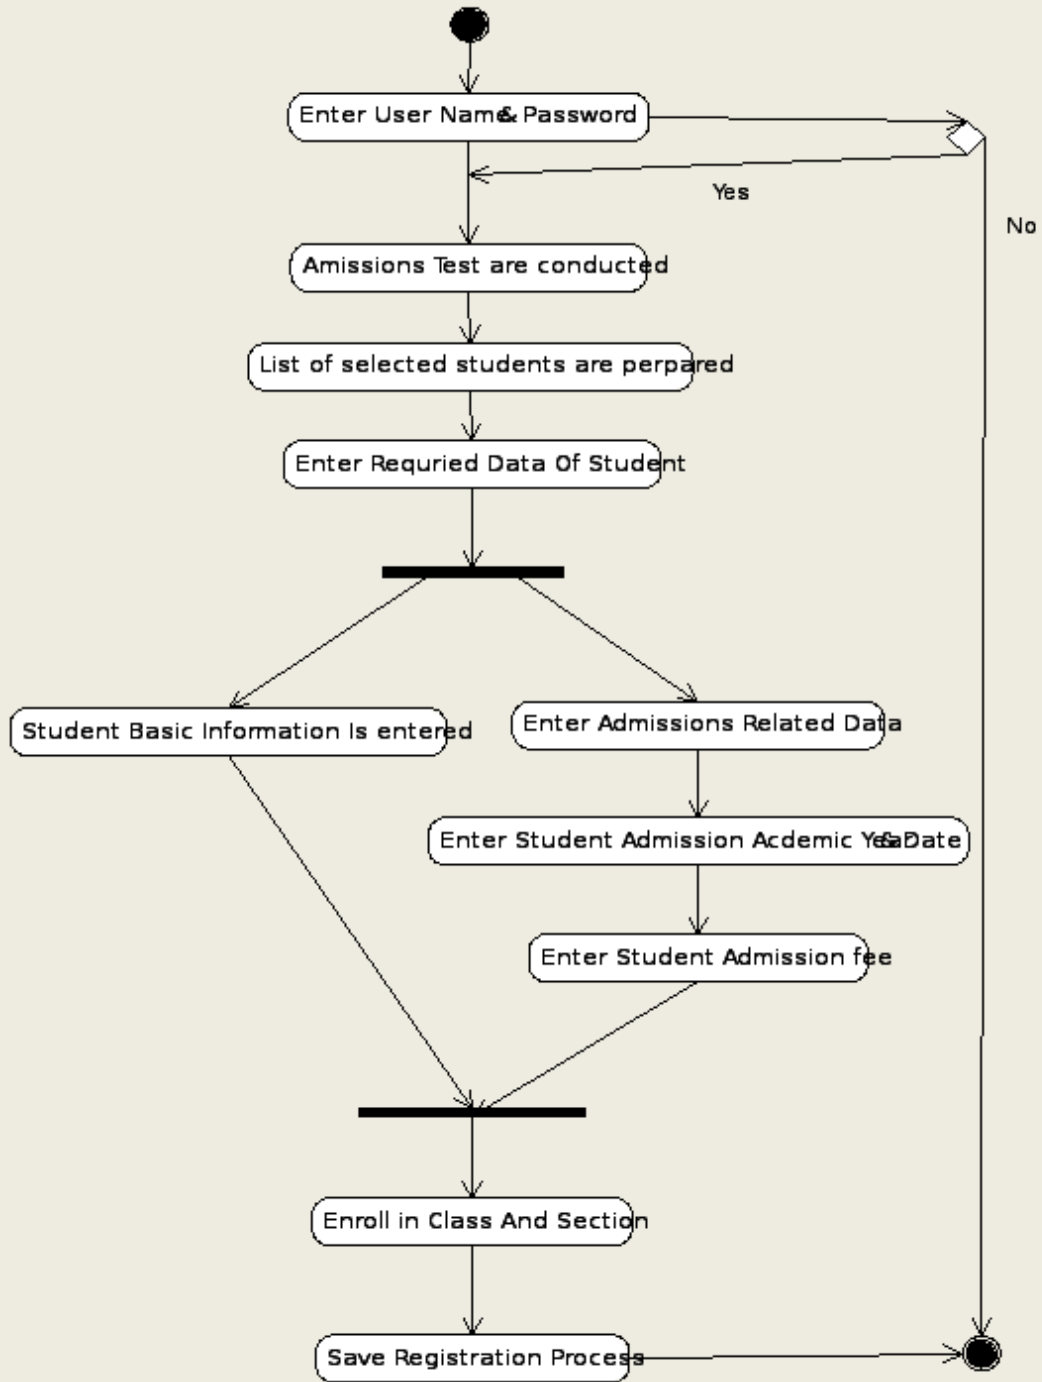 Enter User Name & Password
Yes
No
Amissions Test are conducted
List of selected students are perpared
Enter Requried Data Of Student
Student Basic Information Is entered
Enter Admissions Related Data
Enter Student Admission Acdemic Year & Date
Enter Student Admission fee
Enroll in Class And Section
Save Registration Process